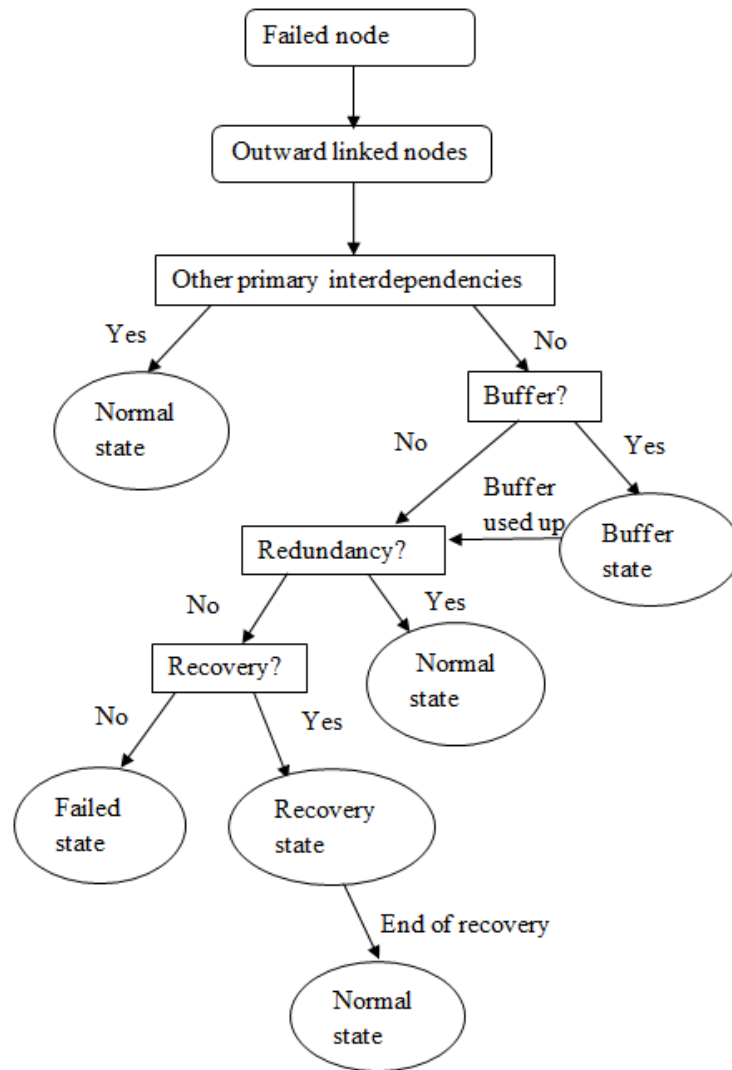 Failed node
Outward linked nodes
Other primary interdependencies
Yes
No
Normal
state
Buffer?
No
Yes
Buffer
used up
Buffer
state
Redundancy?
No
Yes
Normal
state
Recovery?
No
Yes
Failed
state
Recovery
state
End of recovery
Normal
state